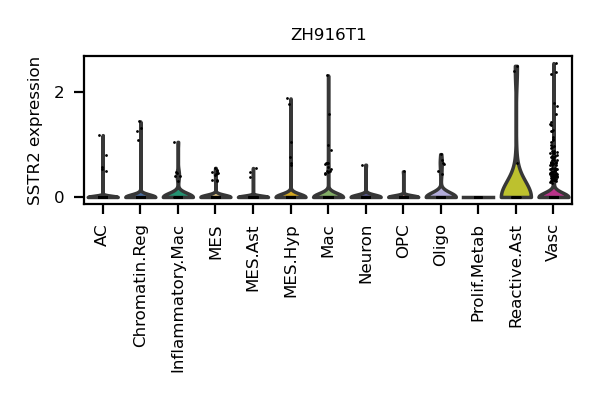 ZH916T1
SSTR2 expression
2
0
AC
Chromatin.Reg
Inflammatory.Mac
MES
MES.Ast
MES.Hyp
Mac
Neuron
OPC
Oligo
Prolif.Metab
Reactive.Ast
Vasc